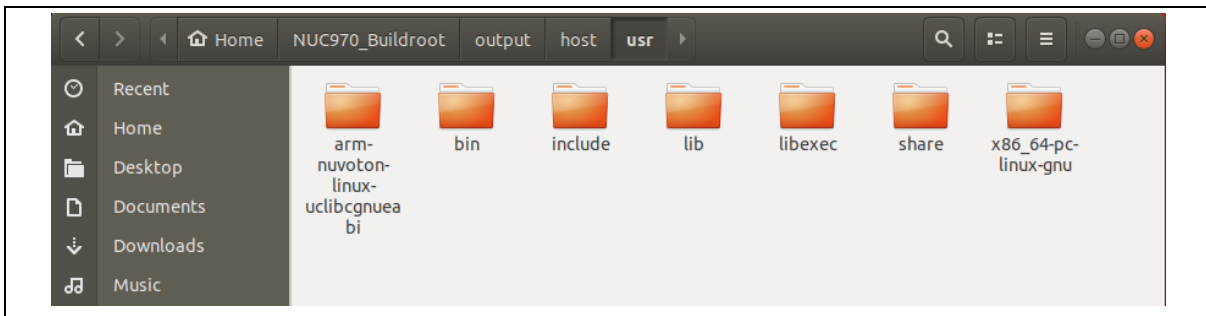 Home NUC970_Buildroot output host usr
Recent
Home
Desktop
Documents
Downloads
Music
arm-
nuvoton-
linux-
uclibcgnuea
bi
bin
include
lib
libexec
share
x86_64-pc-
linux-gnu